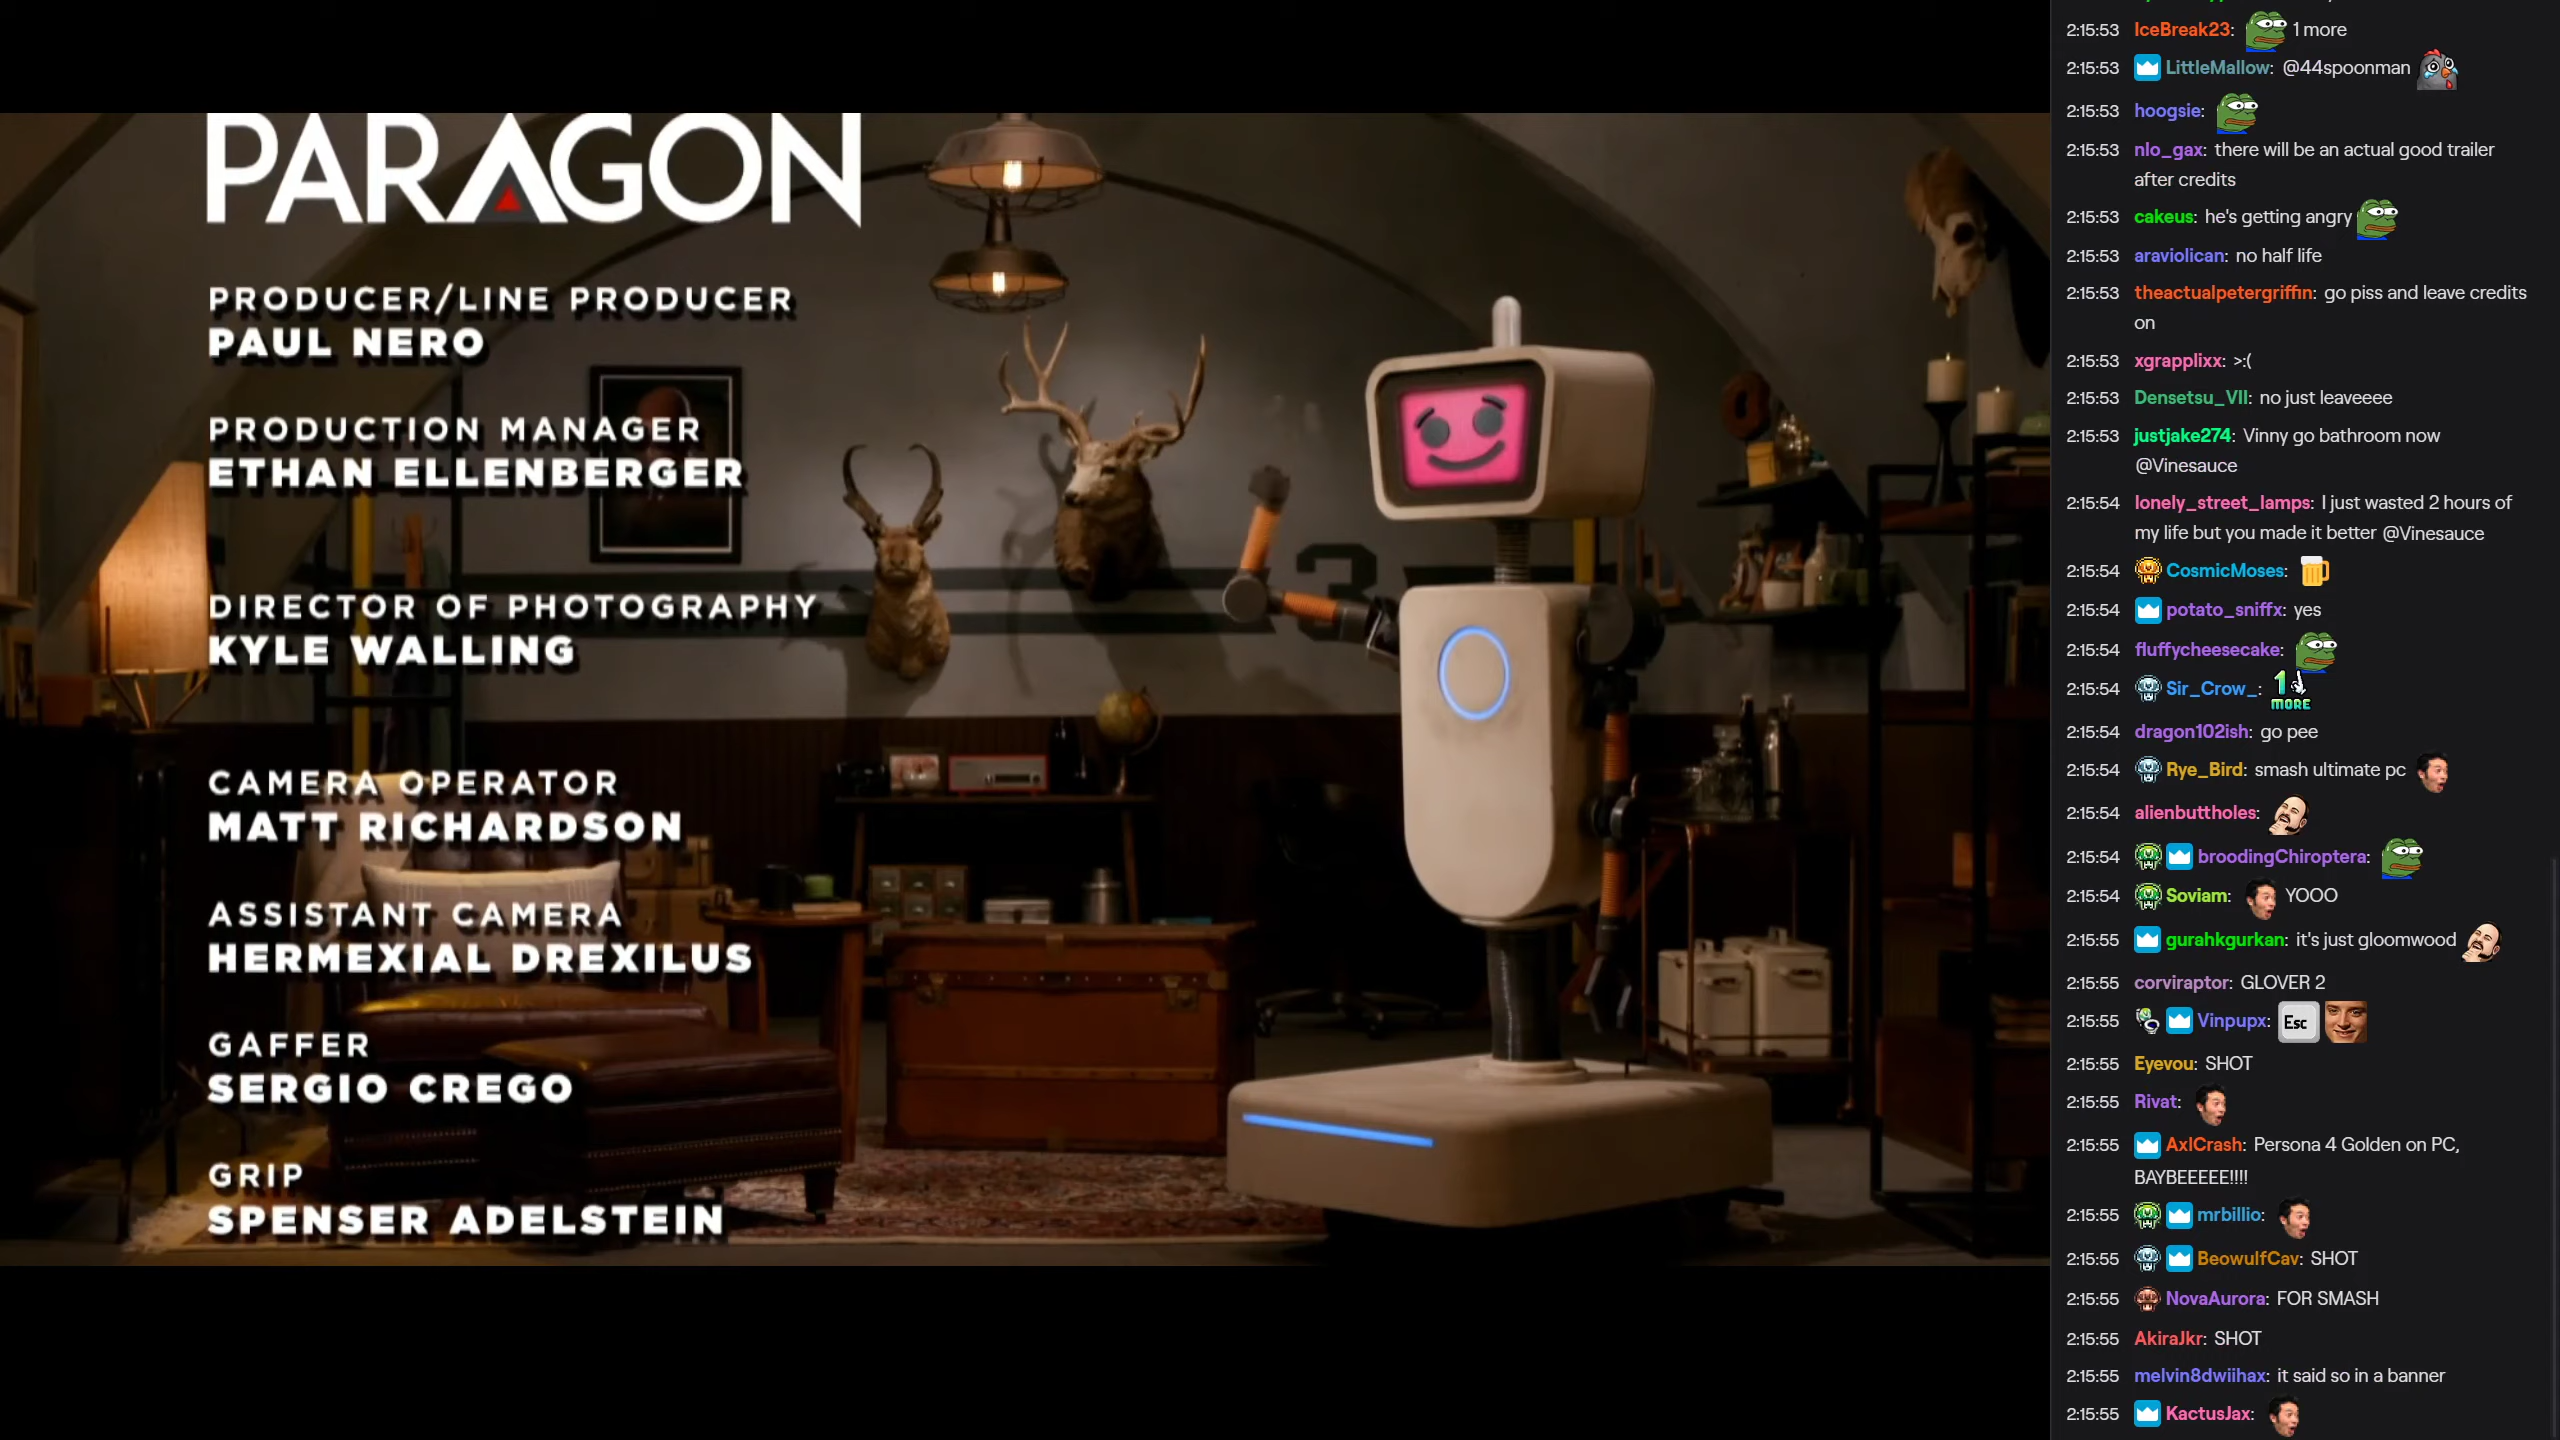 PARAGON
PRODUCER/LINE PRODUCER
PAUL NERO
PRODUCTION MANAGER
ETHAN ELLENBERGER
DIRECTOR OF PHOTOGRAPHY
KYLE WALLING
CAMERA OPERATOR
MATT RICHARDSON
ASSISTANT CAMERA
HERMEXIAL DREXILUS
GAFFER
SERGIO CREGO
GRIP
SPENSER ADELSTEIN
3
2:15:53 IceBreak23: 1 more
2:15:53 LittleMallow: @44spoonman
2:15:53 hoogsie:
2:15:53 nlo_gax: there will be an actual good trailer
after credits
2:15:53 cakeus: he's getting angry
2:15:53 araviolican: no half life
2:15:53 theactualpetergriffin: go piss and leave credits
on
2:15:53 xgrapplixx: >:(
2:15:53 Densetsu_VII: no just leaveeee
2:15:53 justjake274: Vinny go bathroom now
@Vinesauce
2:15:54 lonely_street_lamps: I just wasted 2 hours of
my life but you made it better @Vinesauce
2:15:54 CosmicMoses:
2:15:54 potato_sniffx: yes
2:15:54 fluffycheesecake:
2:15:54 Sir_Crow_: 1 MORE
2:15:54 dragon102ish: go pee
2:15:54 Rye_Bird: smash ultimate pc
2:15:54 alienbuttholes:
2:15:54 broodingChiroptera:
2:15:54 Soviam: YOOO
2:15:55 gurahkgurkan: it's just gloomwood
2:15:55 corviraptor: GLOVER 2
2:15:55 Vinpupx: Esc
2:15:55 Eyevou: SHOT
2:15:55 Rivat:
2:15:55 AxlCrash: Persona 4 Golden on PC,
BAYBEEEEE!!!!
2:15:55 mrbillio:
2:15:55 BeowulfCav: SHOT
2:15:55 NovaAurora: FOR SMASH
2:15:55 AkiraJkr: SHOT
2:15:55 melvin8dwiihax: it said so in a banner
2:15:55 KactusJax: